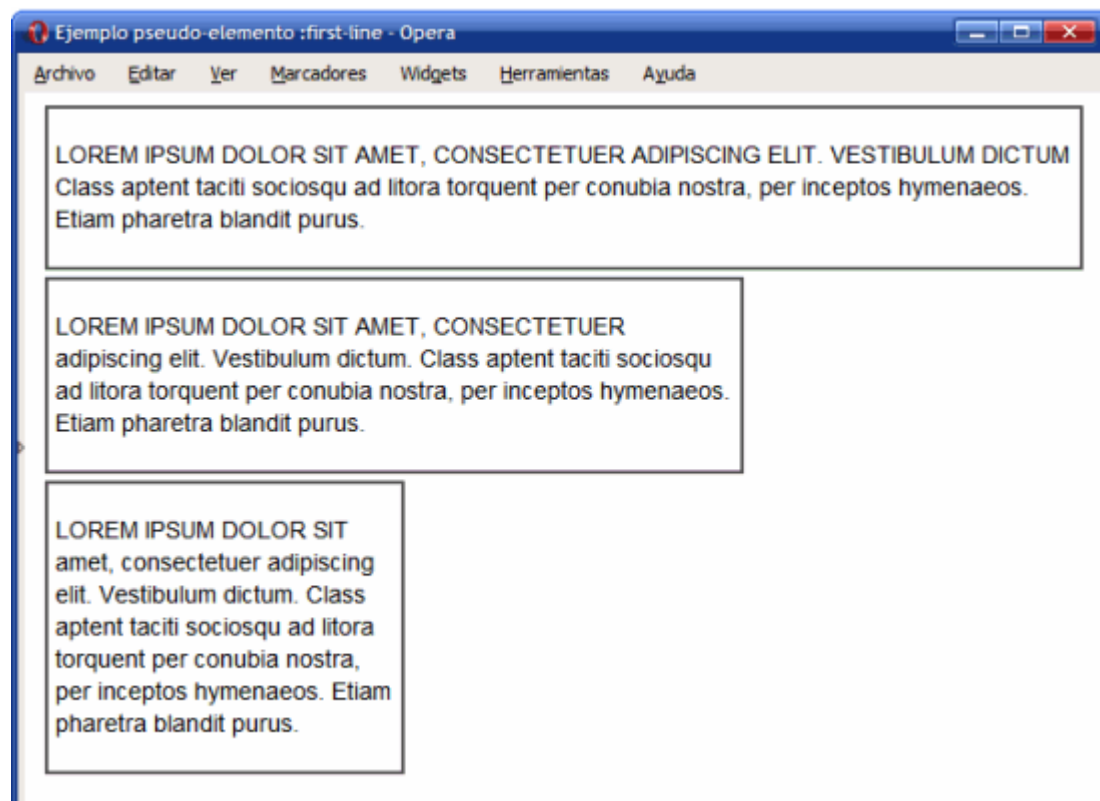 Ejemplo pseudo-elemento :first-line - Opera
Archivo Editar Ver Marcadores Widgets Herramientas Ayuda
LOREM IPSUM DOLOR SIT AMET, CONSECTETUER ADIPISCING ELIT. VESTIBULUM DICTUM
Class aptent taciti sociosqu ad litora torquent per conubia nostra, per inceptos hymenaeos.
Etiam pharetra blandit purus.
LOREM IPSUM DOLOR SIT AMET, CONSECTETUER
adipiscing elit. Vestibulum dictum. Class aptent taciti sociosqu
ad litora torquent per conubia nostra, per inceptos hymenaeos.
Etiam pharetra blandit purus.
LOREM IPSUM DOLOR SIT
amet, consectetuer adipiscing
elit. Vestibulum dictum. Class
aptent taciti sociosqu ad litora
torquent per conubia nostra,
per inceptos hymenaeos. Etiam
pharetra blandit purus.